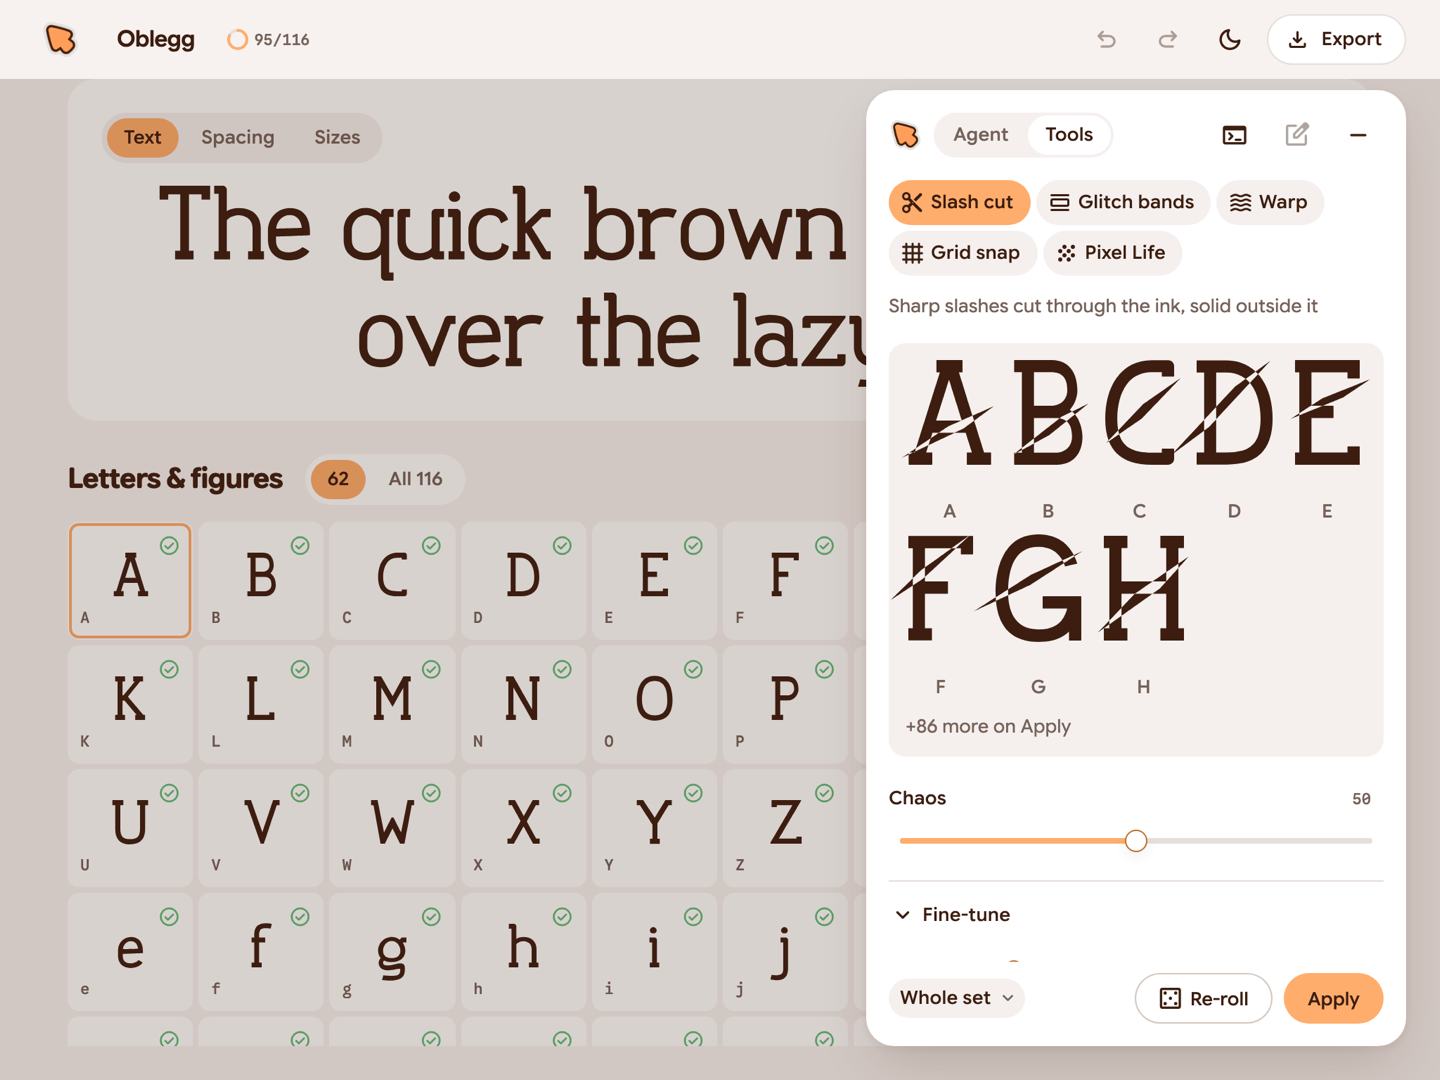 Oblegg
95/116
Export
Text
Spacing
Sizes
The quick brown
over the lazy
Letters & figures
62
All 116
A B C D E F
A B C D E F
K L M N O P
K L M N O P
U V W X Y Z
U V W X Y Z
e f g h i j
e f g h i j
Agent
Tools
Slash cut
Glitch bands
Warp
Grid snap
Pixel Life
Sharp slashes cut through the ink, solid outside it
A B C D E
A B C D E
F G H
F G H
+86 more on Apply
Chaos
50
Fine-tune
Whole set
Re-roll
Apply